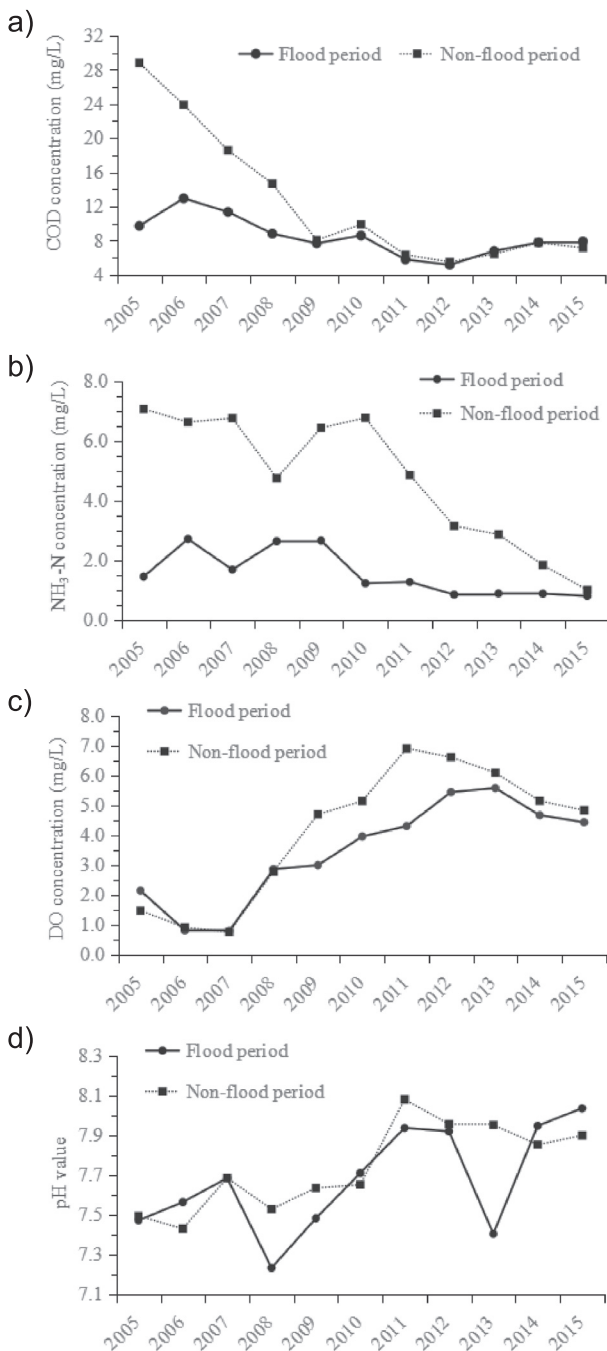 a)
COD concentration (mg/L)
32
28
24
20
16
12
8
4
Flood period
Non-flood period
2005 2006 2007 2008 2009 2010 2011 2012 2013 2014 2015
b)
NH3-N concentration (mg/L)
8.0
6.0
4.0
2.0
0.0
Flood period
Non-flood period
2005 2006 2007 2008 2009 2010 2011 2012 2013 2014 2015
c)
DO concentration (mg/L)
8.0
7.0
6.0
5.0
4.0
3.0
2.0
1.0
0.0
Flood period
Non-flood period
2005 2006 2007 2008 2009 2010 2011 2012 2013 2014 2015
d)
pH value
8.3
8.1
7.9
7.7
7.5
7.3
7.1
Flood period
Non-flood period
2005 2006 2007 2008 2009 2010 2011 2012 2013 2014 2015